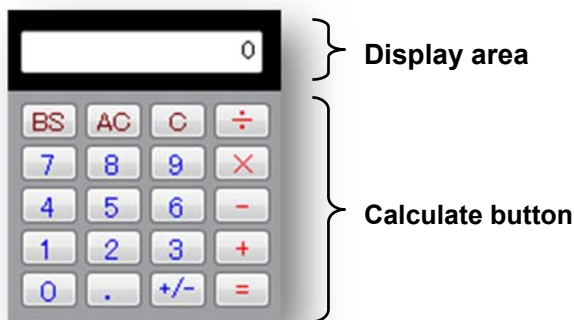 0
Display area
BS AC C ÷
7 8 9 ×
4 5 6 −
Calculate button
1 2 3 +
0 . +/− =